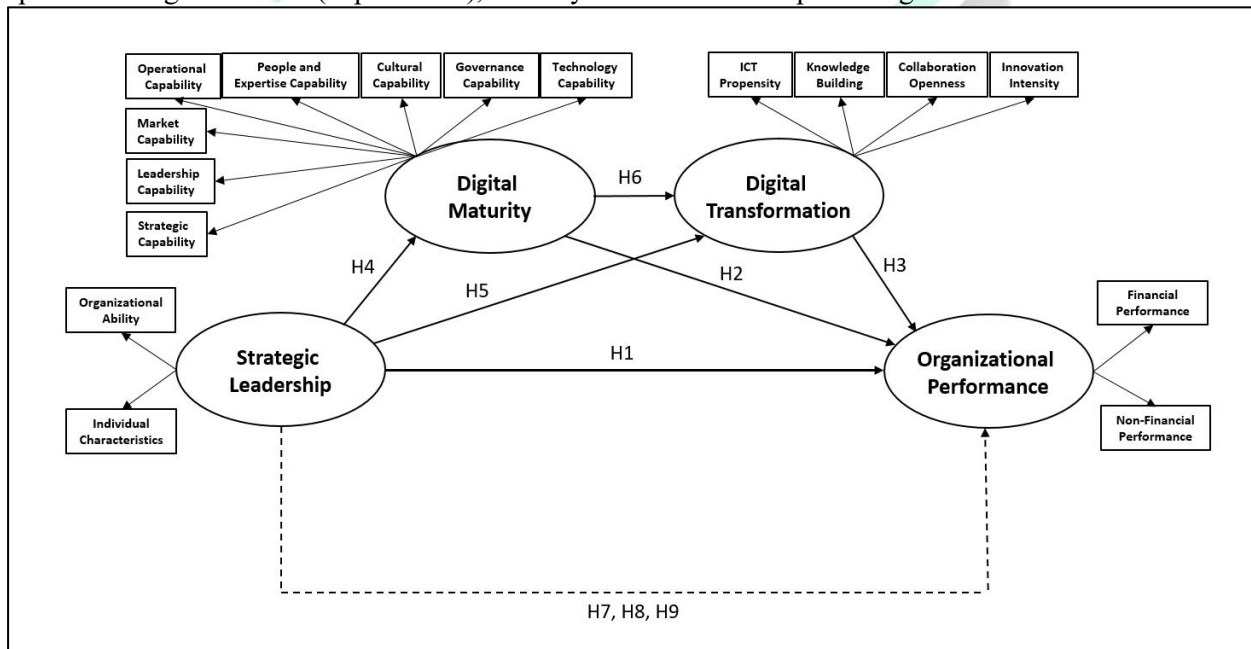 Operational
Capability
People and
Expertise Capability
Cultural
Capability
Governance
Capability
Technology
Capability
ICT
Propensity
Knowledge
Building
Collaboration
Openness
Innovation
Intensity
Market
Capability
Leadership
Capability
Strategic
Capability
Digital
Maturity
H6
Digital
Transformation
H4
H5
H2
H3
Organizational
Ability
Individual
Characteristics
Strategic
Leadership
H1
Organizational
Performance
Financial
Performance
Non-Financial
Performance
H7, H8, H9